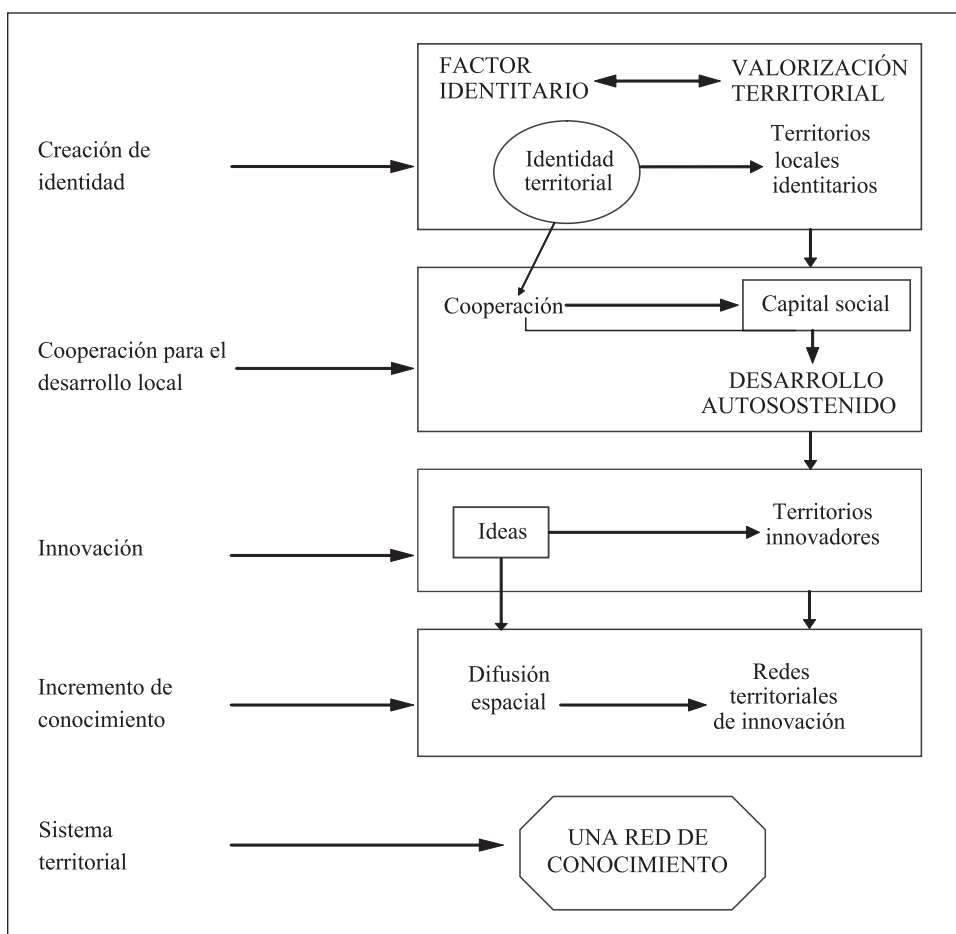 FACTOR
IDENTITARIO
VALORIZACIÓN
TERRITORIAL
Creación de
identidad
Identidad
territorial
Territorios
locales
identitarios
Cooperación para el
desarrollo local
Cooperación
Capital social
DESARROLLO
AUTOSOSTENIDO
Innovación
Ideas
Territorios
innovadores
Incremento de
conocimiento
Difusión
espacial
Redes
territoriales
de innovación
Sistema
territorial
UNA RED DE
CONOCIMIENTO